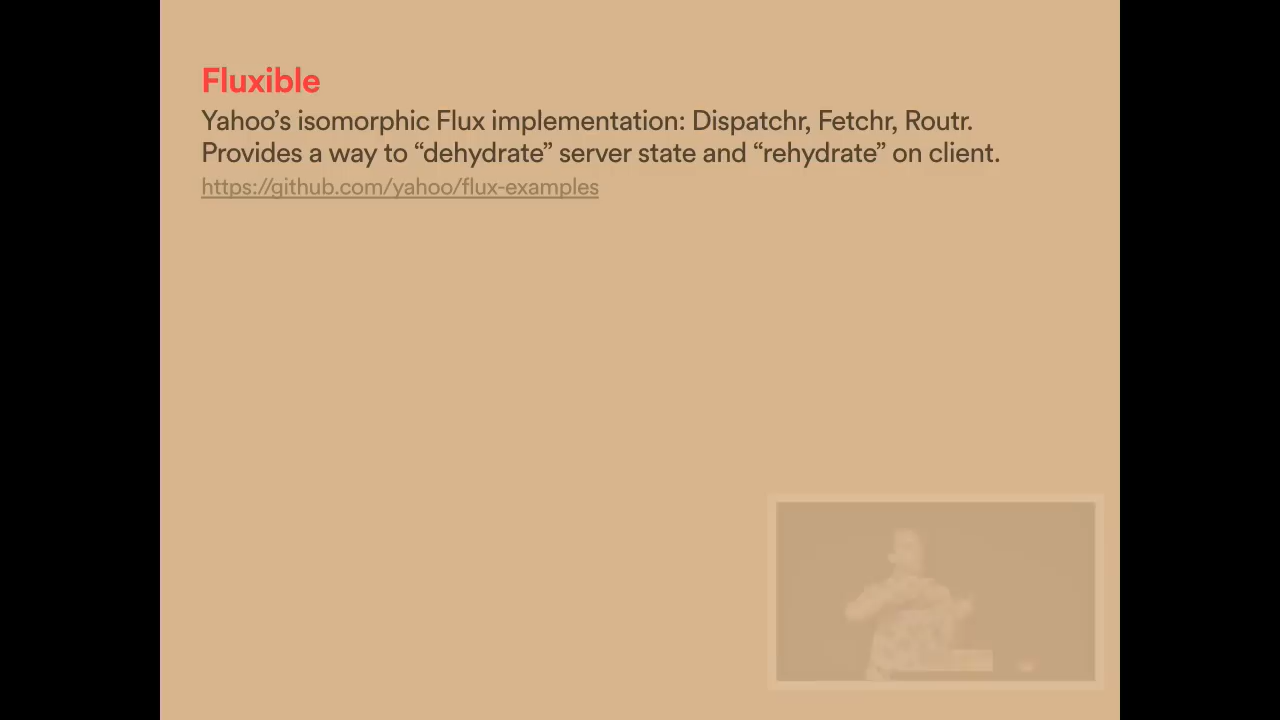 Fluxible
Yahoo’s isomorphic Flux implementation: Dispatchr, Fetchr, Routr.
Provides a way to “dehydrate” server state and “rehydrate” on client.
https://github.com/yahoo/flux-examples